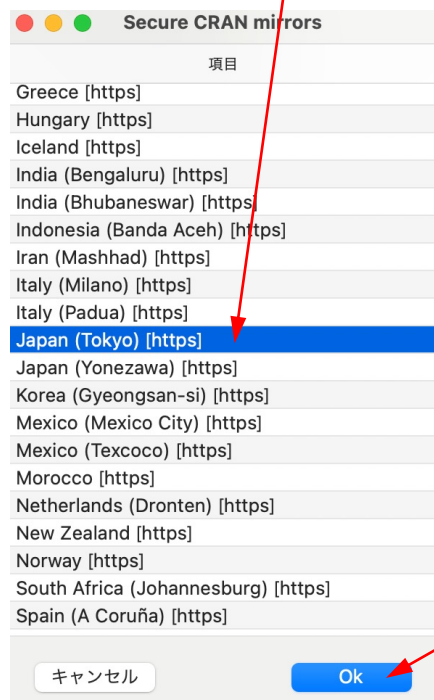 Secure CRAN mirrors
項目
Greece [https]
Hungary [https]
Iceland [https]
India (Bengaluru) [https]
India (Bhubaneswar) [https]
Indonesia (Banda Aceh) [https]
Iran (Mashhad) [https]
Italy (Milano) [https]
Italy (Padua) [https]
Japan (Tokyo) [https]
Japan (Yonezawa) [https]
Korea (Gyeongsan-si) [https]
Mexico (Mexico City) [https]
Mexico (Texcoco) [https]
Morocco [https]
Netherlands (Dronten) [https]
New Zealand [https]
Norway [https]
South Africa (Johannesburg) [https]
Spain (A Coruña) [https]
キャンセル Ok